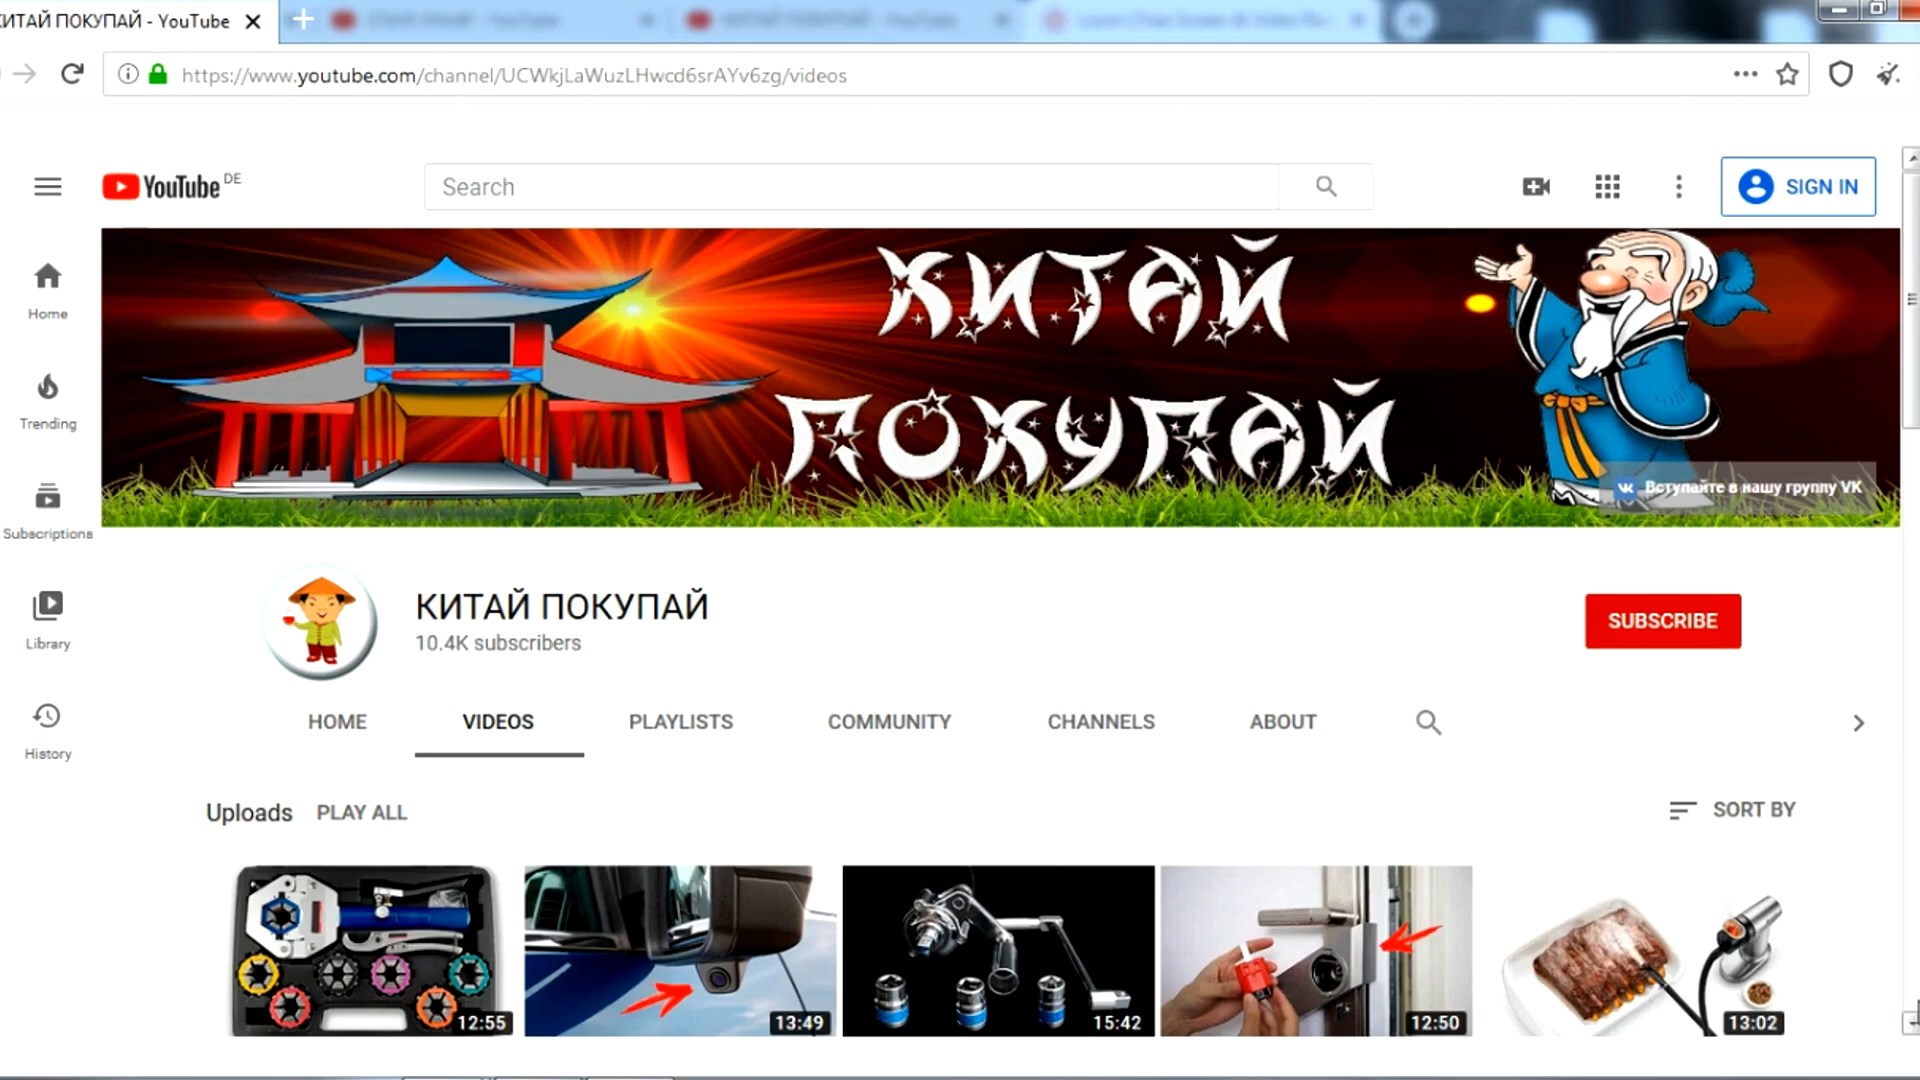 КИТАЙ ПОКУПАЙ - YouTube
https://www.youtube.com/channel/UCWkjLaWuzLHwcd6srAYv6zg/videos
YouTube DE
Search
SIGN IN
Home
Trending
Subscriptions
Library
History
КИТАЙ
ПОКУПАЙ
Вступайте в нашу группу VK
КИТАЙ ПОКУПАЙ
10.4K subscribers
SUBSCRIBE
HOME VIDEOS PLAYLISTS COMMUNITY CHANNELS ABOUT
Uploads PLAY ALL
SORT BY
12:55
13:49
15:42
12:50
13:02